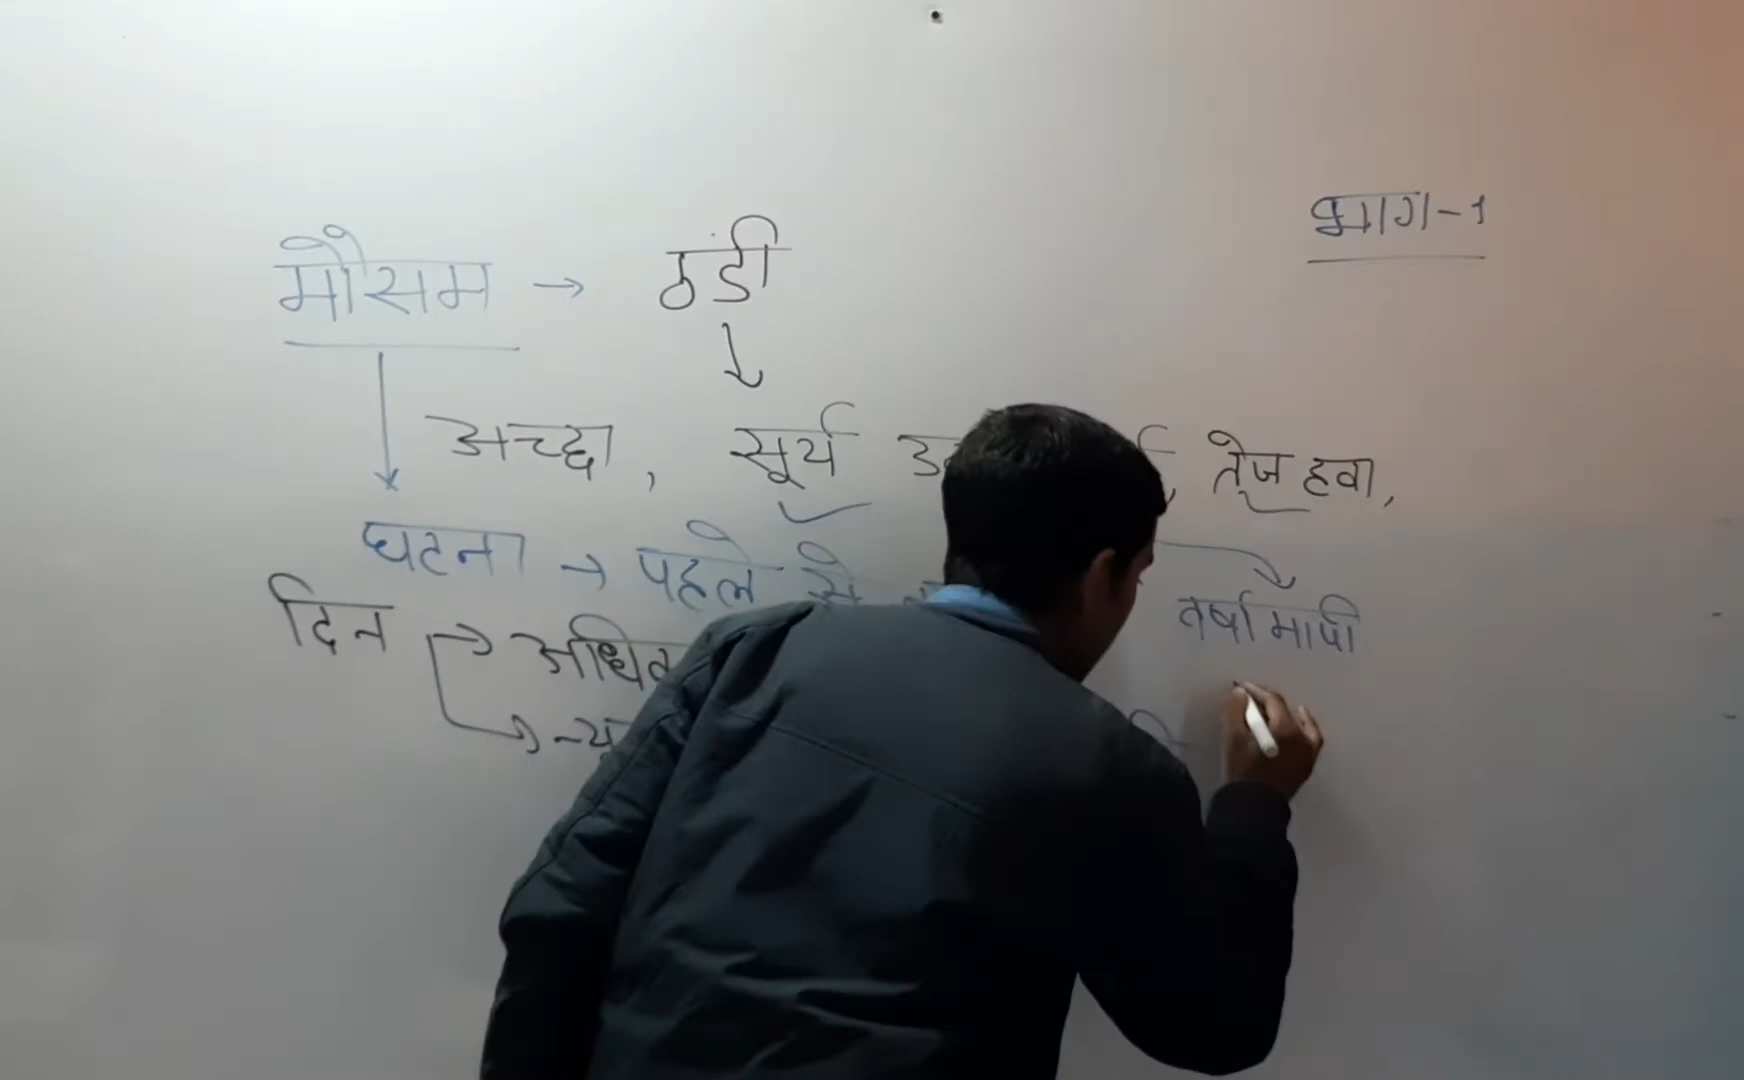 भाग-1
मौसम → ठंडी
अच्छा, सूर्य तेज हवा,
घटना → पहले से
वर्षामापी
दिन → अधिक